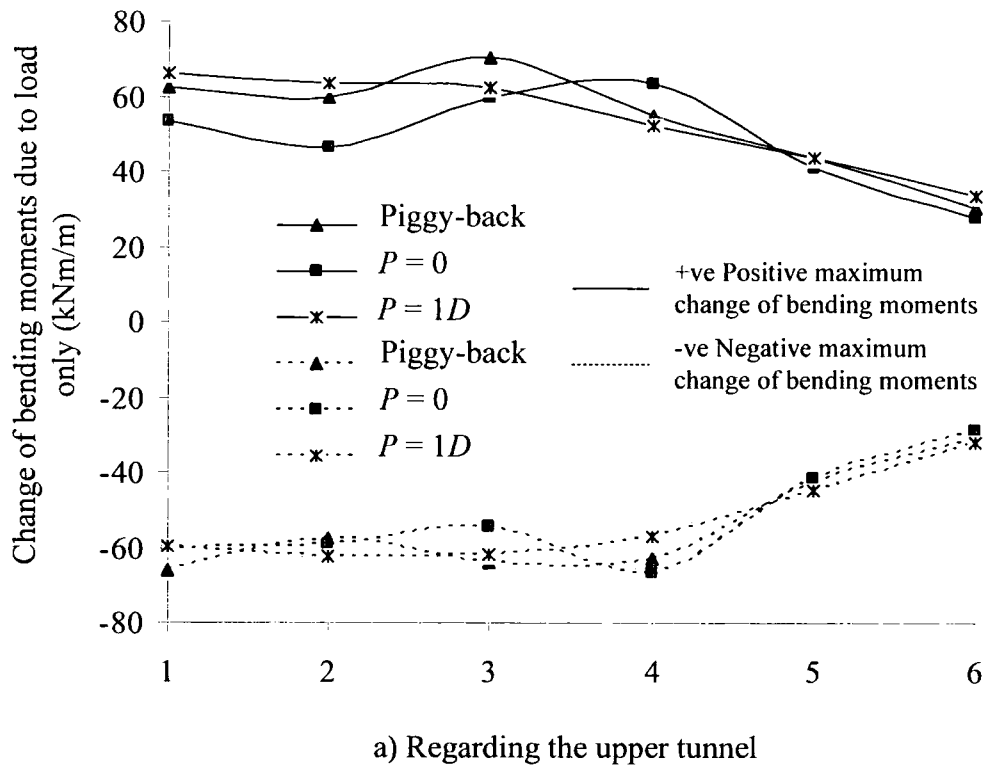 Change of bending moments due to load
only (kNm/m)
80
60
40
20
0
-20
-40
-60
-80
Piggy-back
P = 0
P = 1D
Piggy-back
P = 0
P = 1D
+ve Positive maximum
change of bending moments
-ve Negative maximum
change of bending moments
1 2 3 4 5 6
a) Regarding the upper tunnel